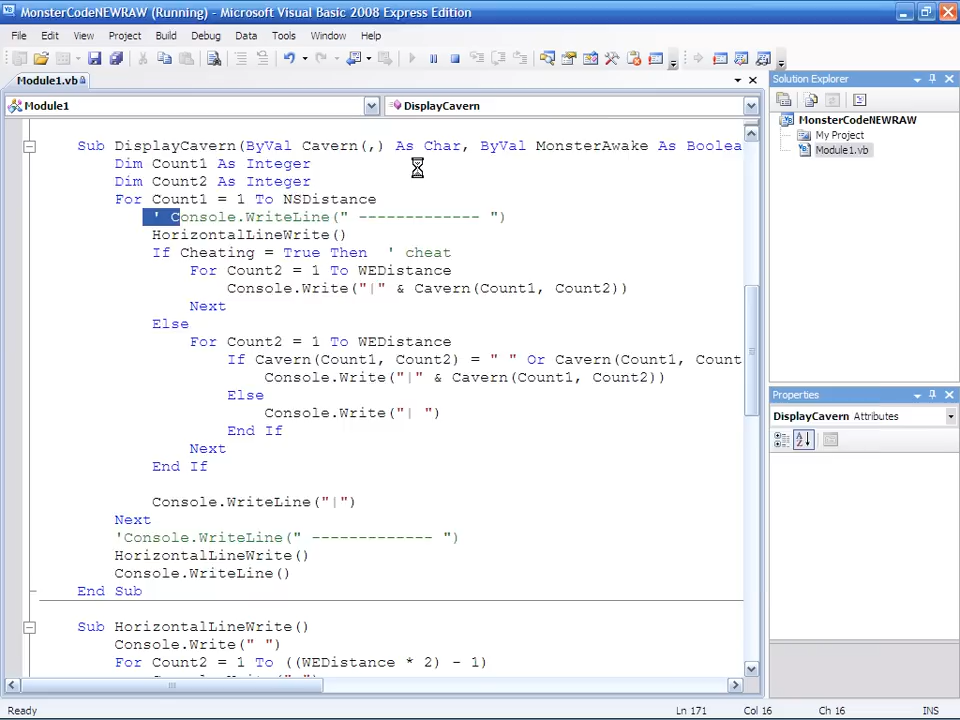 MonsterCodeNEWRAW (Running) - Microsoft Visual Basic 2008 Express Edition
File Edit View Project Build Debug Data Tools Window Help
Module1.vb
Module1 DisplayCavern
Sub DisplayCavern(ByVal Cavern(,) As Char, ByVal MonsterAwake As Boolea
Dim Count1 As Integer
Dim Count2 As Integer
For Count1 = 1 To NSDistance
' Console.WriteLine(" ------------- ")
HorizontalLineWrite()
If Cheating = True Then ' cheat
For Count2 = 1 To WEDistance
Console.Write("|" & Cavern(Count1, Count2))
Next
Else
For Count2 = 1 To WEDistance
If Cavern(Count1, Count2) = " " Or Cavern(Count1, Count
Console.Write("|" & Cavern(Count1, Count2))
Else
Console.Write("| ")
End If
Next
End If
Console.WriteLine("|")
Next
'Console.WriteLine(" ------------- ")
HorizontalLineWrite()
Console.WriteLine()
End Sub
Sub HorizontalLineWrite()
Console.Write(" ")
For Count2 = 1 To ((WEDistance * 2) - 1)
Solution Explorer
MonsterCodeNEWRAW
My Project
Module1.vb
Properties
DisplayCavern Attributes
Ready Ln 171 Col 16 Ch 16 INS